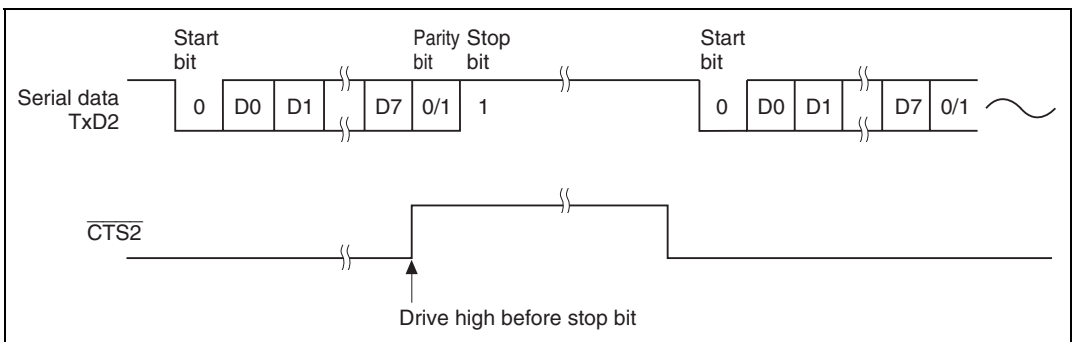 Start bit
Parity bit
Stop bit
Start bit
Serial data TxD2
0 D0 D1 D7 0/1 1 0 D0 D1 D7 0/1
CTS2
Drive high before stop bit